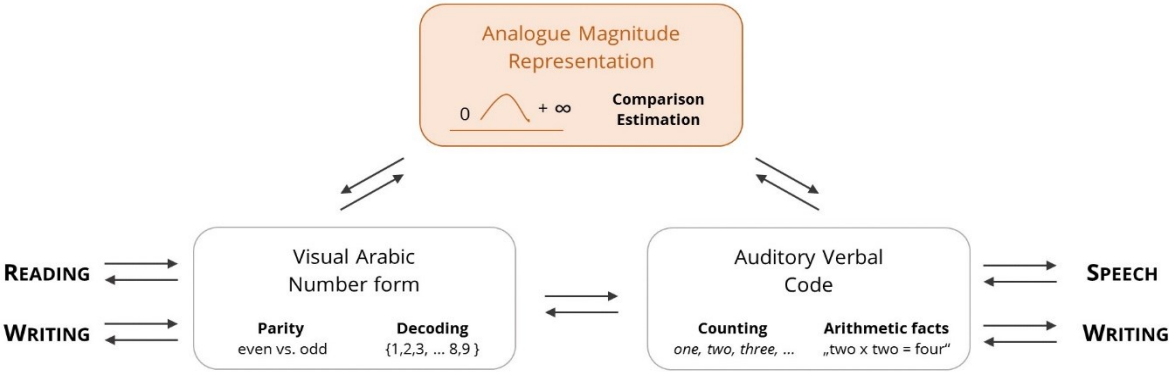 Analogue Magnitude
Representation
0 + ∞
Comparison
Estimation
Visual Arabic
Number form
Parity
even vs. odd
Decoding
{1,2,3, ... 8,9 }
Auditory Verbal
Code
Counting
one, two, three, ...
Arithmetic facts
„two x two = four“
READING
WRITING
SPEECH
WRITING